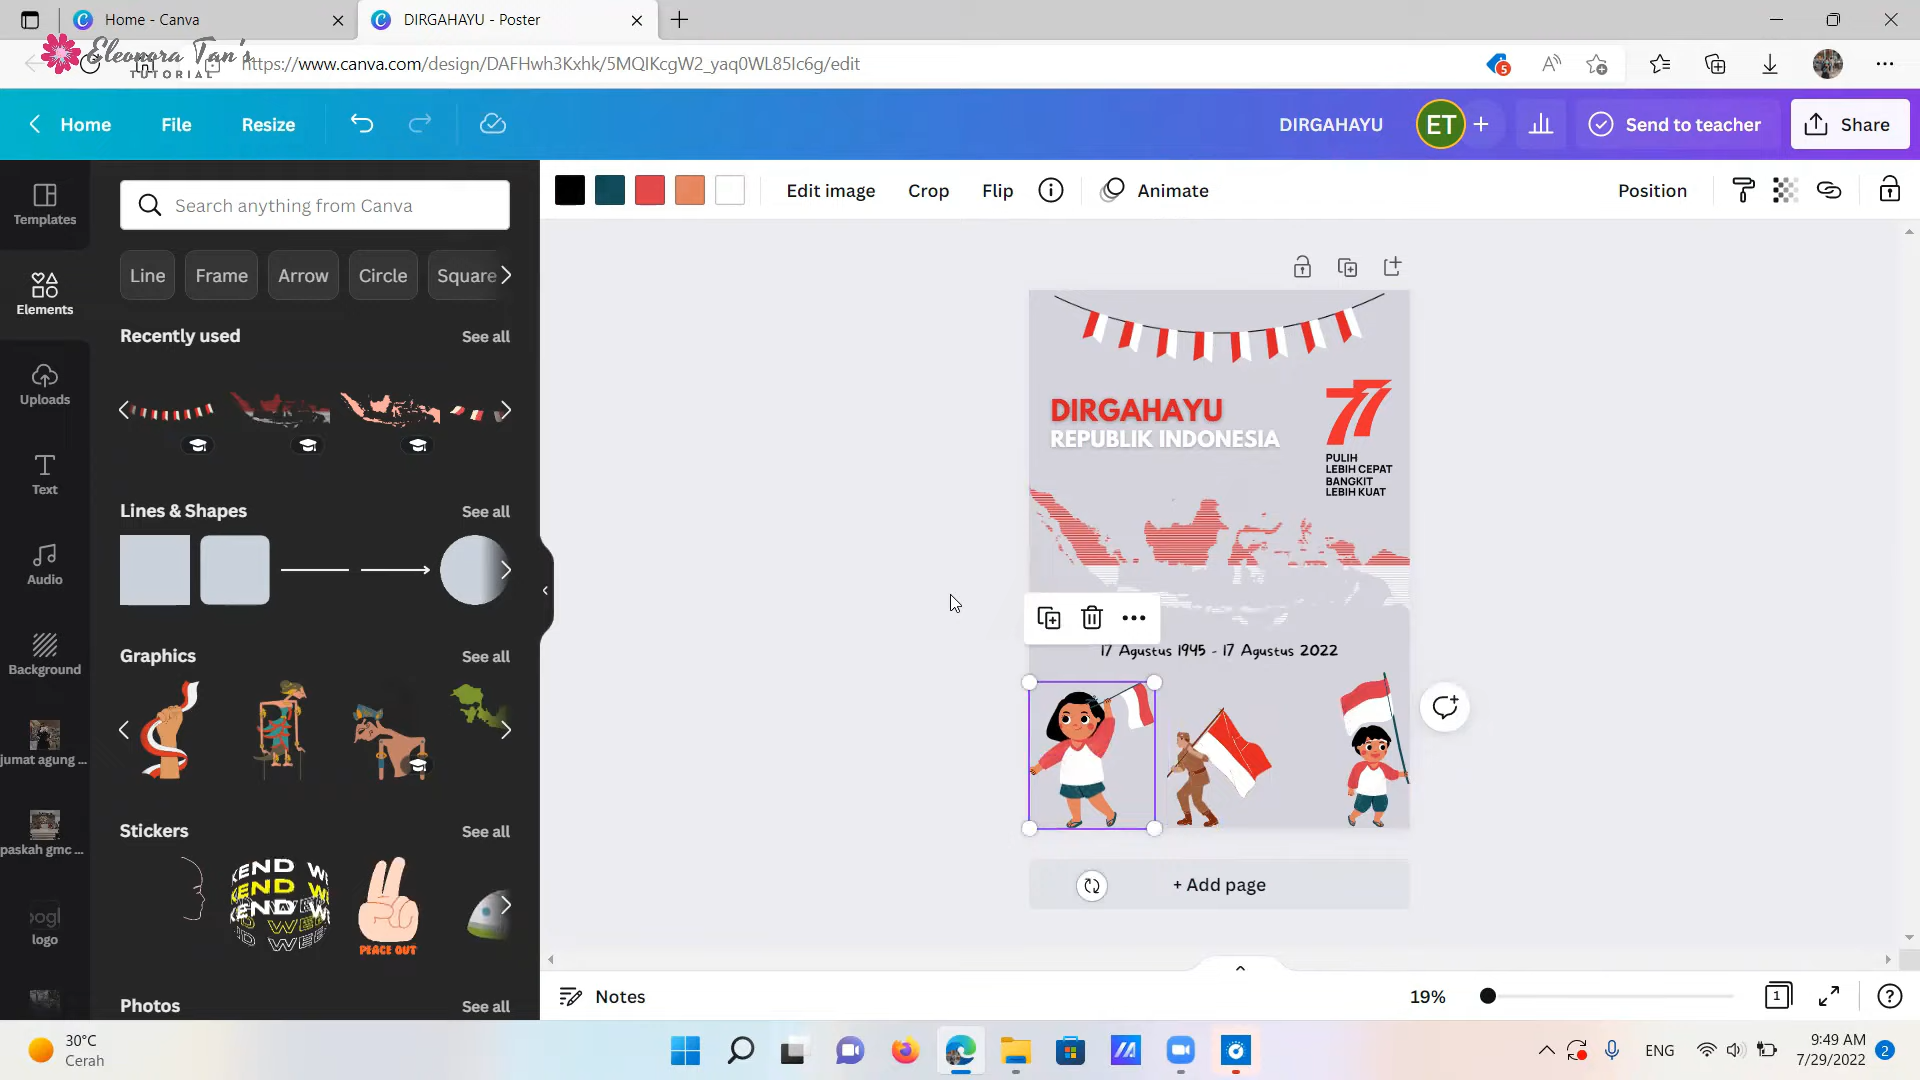 Home - Canva
DIRGAHAYU - Poster
Eleonora Tan's
TUTORIAL
https://www.canva.com/design/DAFHwh3Kxhk/5MQIKcgW2_yaq0WL85Ic6g/edit
5
Home
File
Resize
DIRGAHAYU
ET
Send to teacher
Share
Templates
Elements
Uploads
Text
Audio
Background
jumat agung ...
paskah gmc ...
logo
Search anything from Canva
Line
Frame
Arrow
Circle
Square
Recently used
See all
Lines & Shapes
See all
Graphics
See all
Stickers
See all
PEACE OUT
Photos
See all
Edit image
Crop
Flip
Animate
Position
DIRGAHAYU
REPUBLIK INDONESIA
77
PULIH
LEBIH CEPAT
BANGKIT
LEBIH KUAT
17 Agustus 1945 - 17 Agustus 2022
+ Add page
Notes
19%
1
30°C
Cerah
ENG
9:49 AM
7/29/2022
2